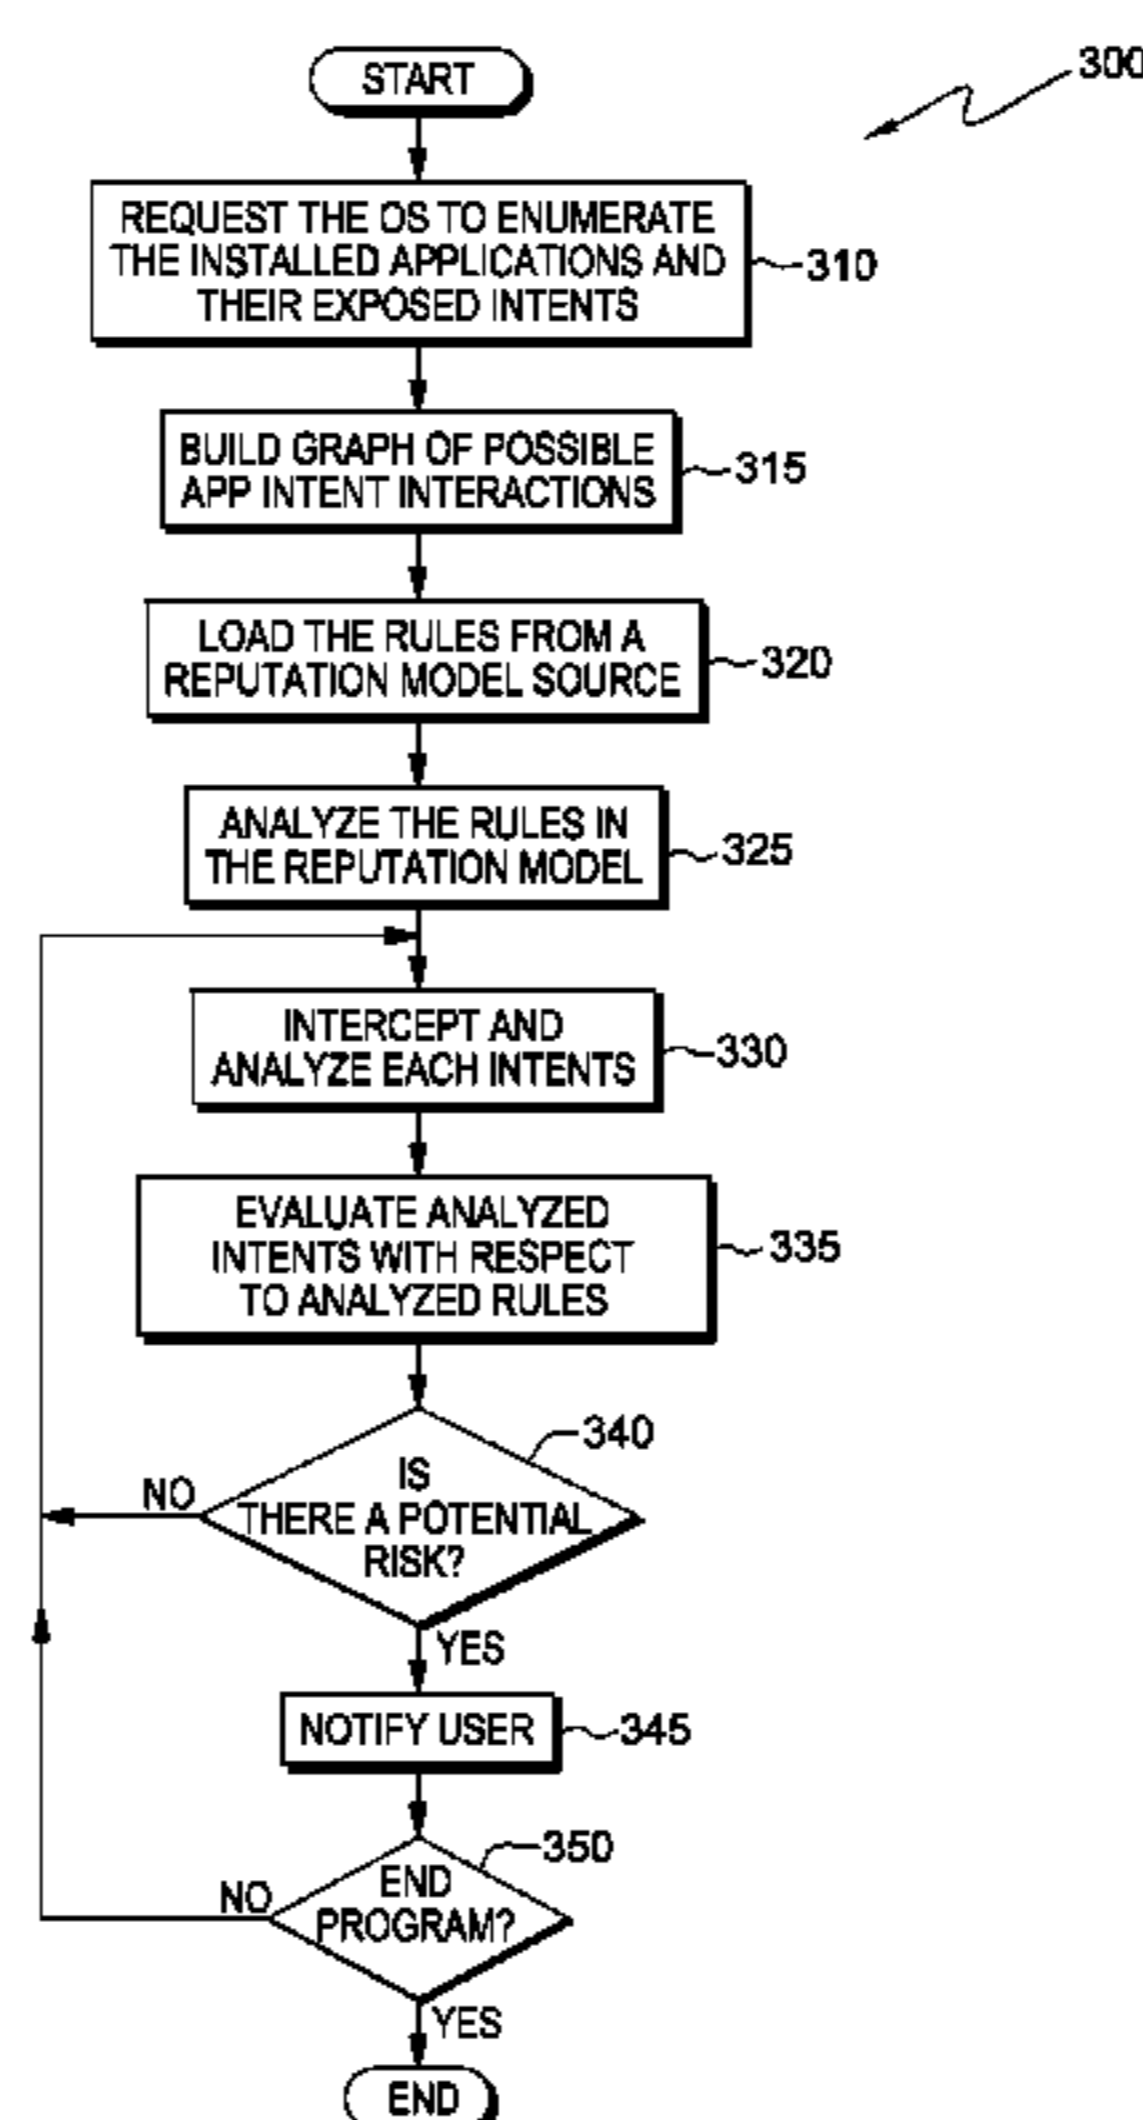 START
300
REQUEST THE OS TO ENUMERATE
THE INSTALLED APPLICATIONS AND
THEIR EXPOSED INTENTS
310
BUILD GRAPH OF POSSIBLE
APP INTENT INTERACTIONS
315
LOAD THE RULES FROM A
REPUTATION MODEL SOURCE
320
ANALYZE THE RULES IN
THE REPUTATION MODEL
325
INTERCEPT AND
ANALYZE EACH INTENTS
330
EVALUATE ANALYZED
INTENTS WITH RESPECT
TO ANALYZED RULES
335
340
IS
THERE A POTENTIAL
RISK?
NO
YES
NOTIFY USER
345
350
END
PROGRAM?
NO
YES
END